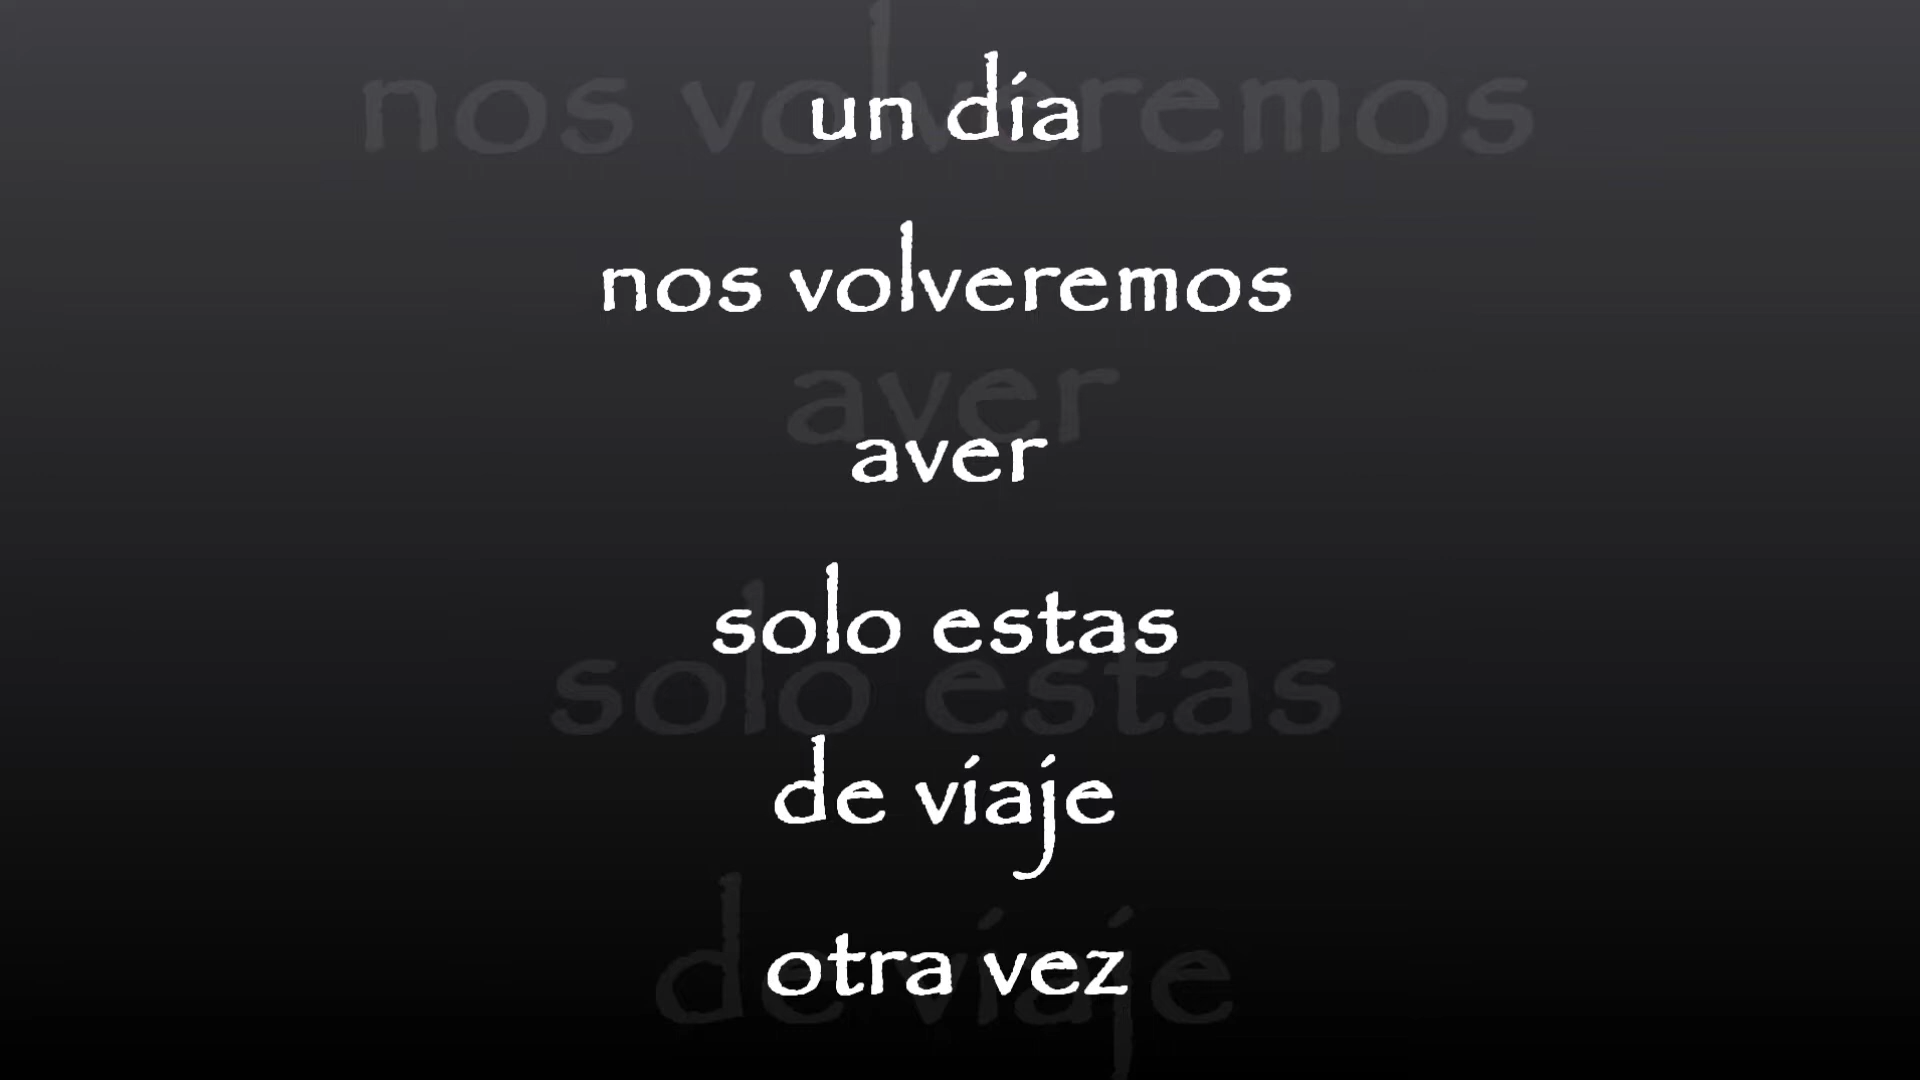 un día
nos volveremos
aver
solo estas
de viaje
otra vez